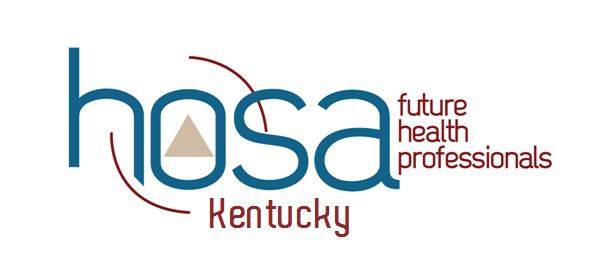 hosa
future
health
professionals
Kentucky